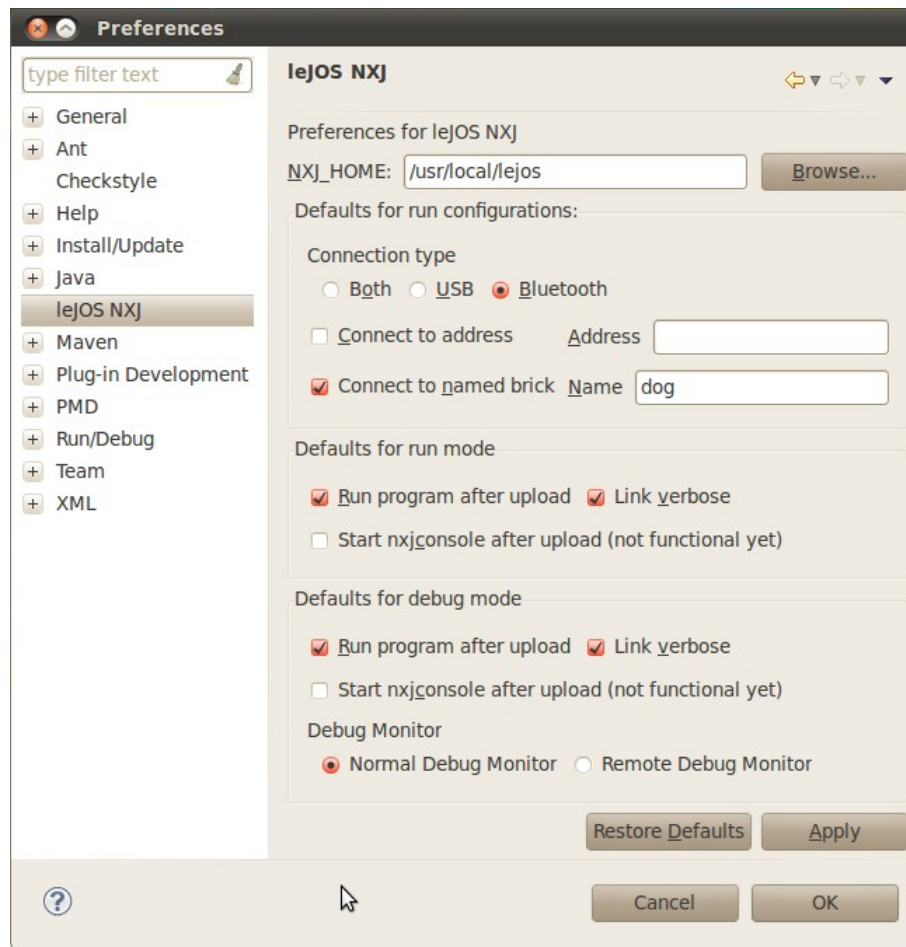 Preferences
type filter text
General
Ant
Checkstyle
Help
Install/Update
Java
leJOS NXJ
Maven
Plug-in Development
PMD
Run/Debug
Team
XML
leJOS NXJ
Preferences for leJOS NXJ
NXJ_HOME: /usr/local/lejos Browse...
Defaults for run configurations:
Connection type
Both USB Bluetooth
Connect to address Address
Connect to named brick Name dog
Defaults for run mode
Run program after upload Link verbose
Start nxjconsole after upload (not functional yet)
Defaults for debug mode
Run program after upload Link verbose
Start nxjconsole after upload (not functional yet)
Debug Monitor
Normal Debug Monitor Remote Debug Monitor
Restore Defaults Apply
? Cancel OK